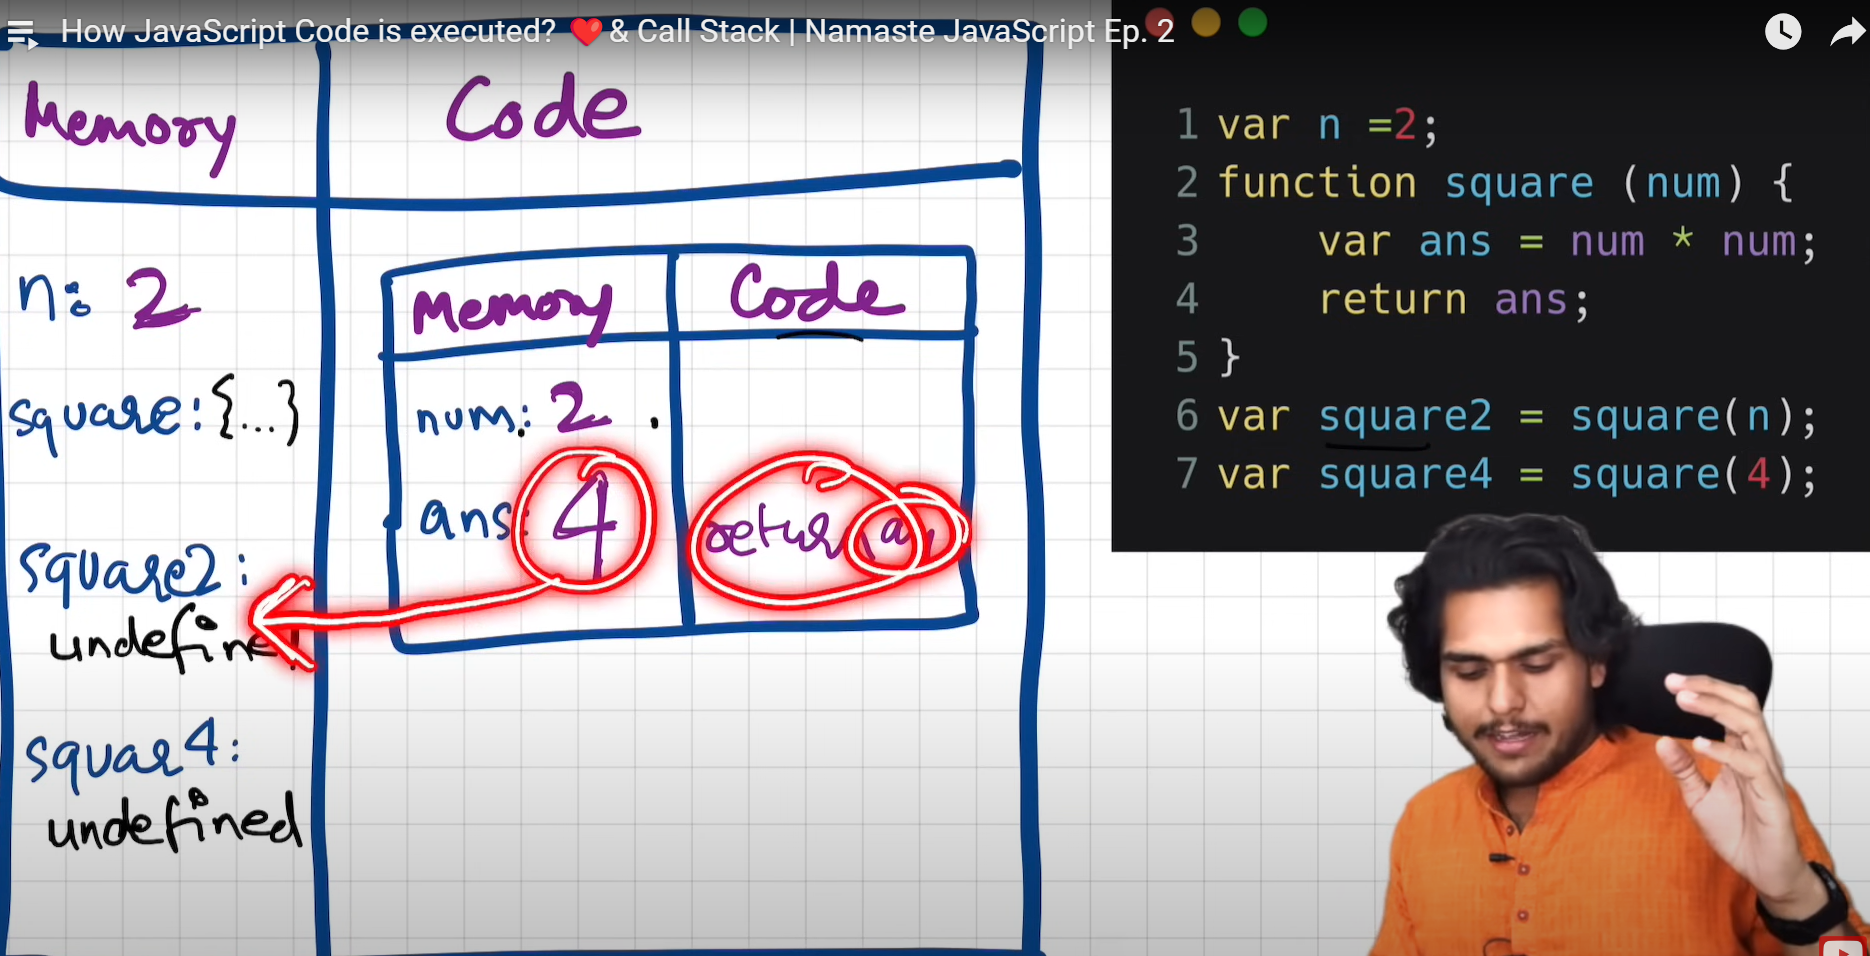 How JavaScript Code is executed? ❤️ & Call Stack | Namaste JavaScript Ep. 2
Memory
Code
n: 2
square: {...}
square2:
undefined
squar4:
undefined
Memory
Code
num: 2
ans: 4
return an
1 var n =2;
2 function square (num) {
3 var ans = num * num;
4 return ans;
5 }
6 var square2 = square(n);
7 var square4 = square(4);